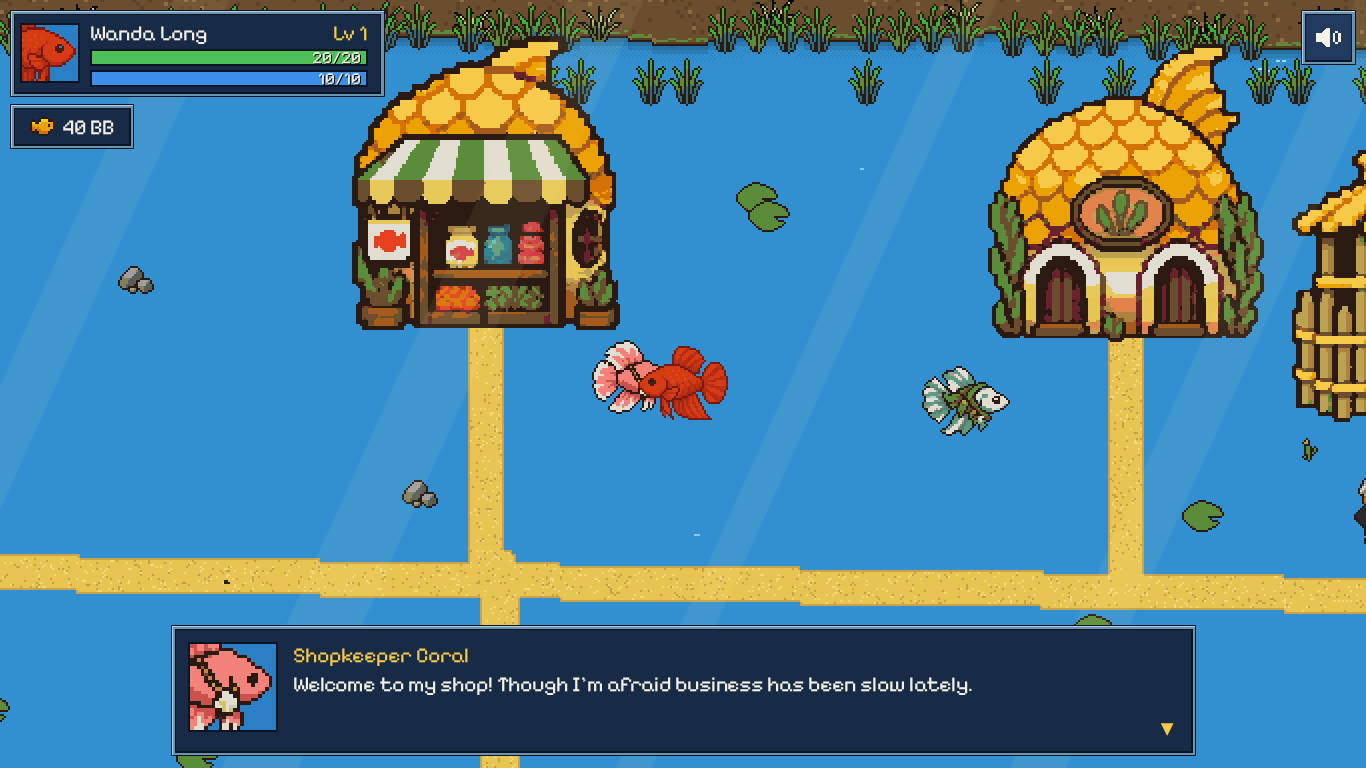 Wanda Long Lv 1
20/20
10/10
40 BB
Shopkeeper Coral
Welcome to my shop! Though I'm afraid business has been slow lately.